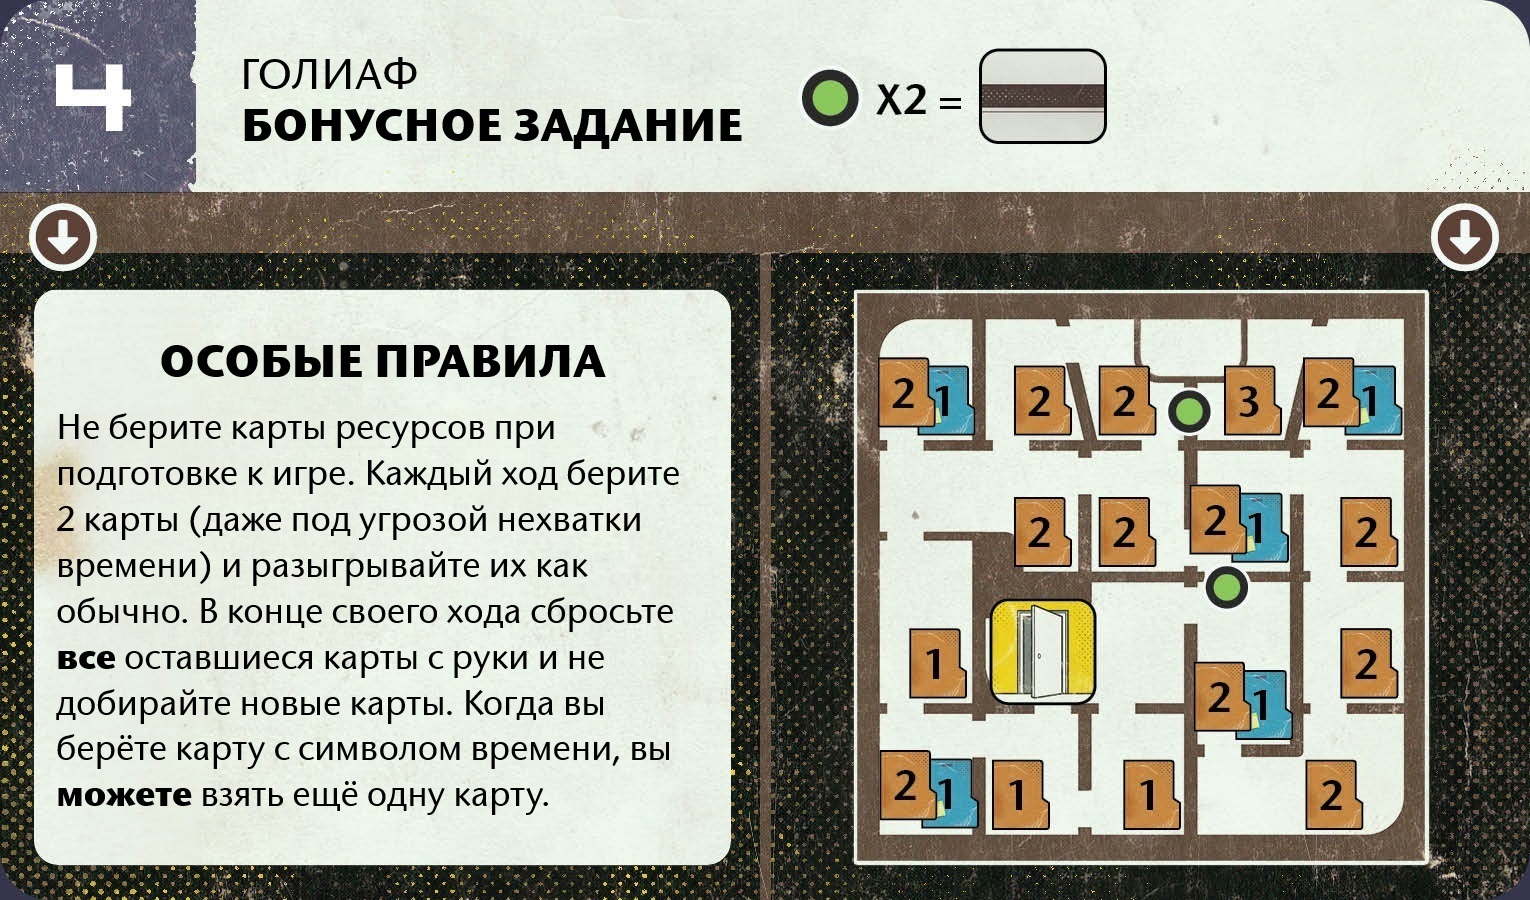 4
ГОЛИАФ
БОНУСНОЕ ЗАДАНИЕ
X2 =
ОСОБЫЕ ПРАВИЛА
Не берите карты ресурсов при
подготовке к игре. Каждый ход берите
2 карты (даже под угрозой нехватки
времени) и разыгрывайте их как
обычно. В конце своего хода сбросьте
все оставшиеся карты с руки и не
добирайте новые карты. Когда вы
берёте карту с символом времени, вы
можете взять ещё одну карту.
2 1 2 2 3 2 1
2 2 2 1 2
1 2
2 1
2 1 1 1 2